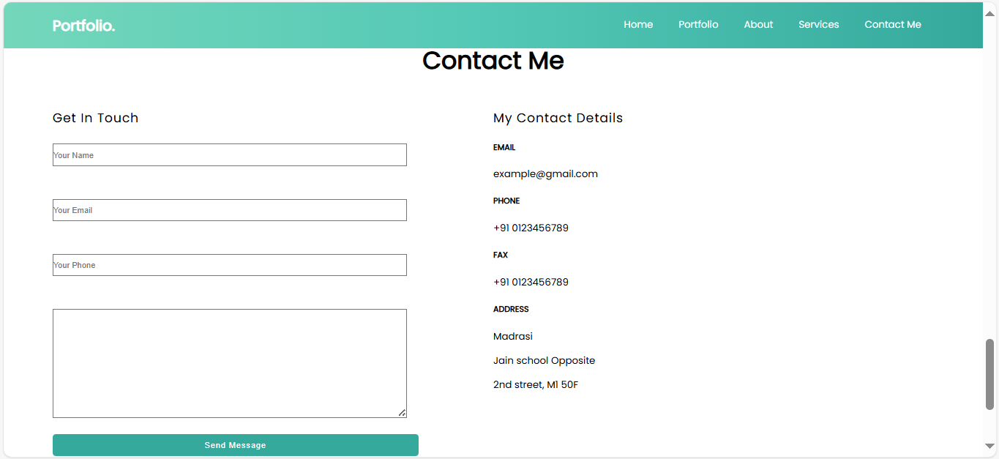 Portfolio.
Home
Portfolio
About
Services
Contact Me
Contact Me
Get In Touch
Your Name
Your Email
Your Phone
Send Message
My Contact Details
EMAIL
example@gmail.com
PHONE
+91 0123456789
FAX
+91 0123456789
ADDRESS
Madrasi
Jain school Opposite
2nd street, M1 50F